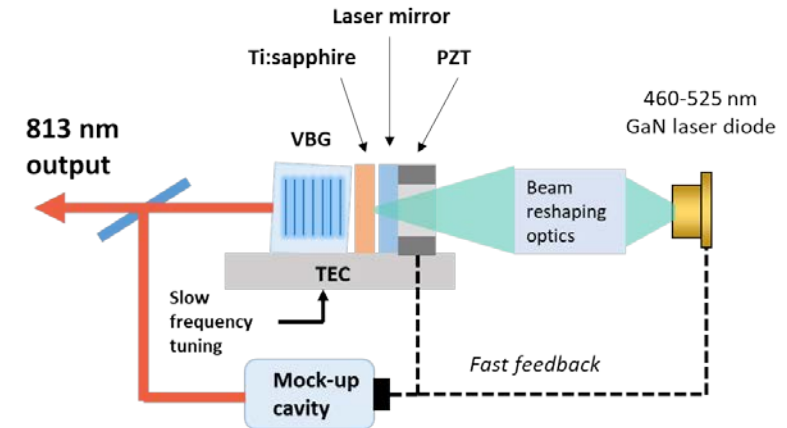 Laser mirror
Ti:sapphire
PZT
460-525 nm
GaN laser diode
813 nm
output
VBG
Beam
reshaping
optics
TEC
Slow
frequency
tuning
Fast feedback
Mock-up
cavity